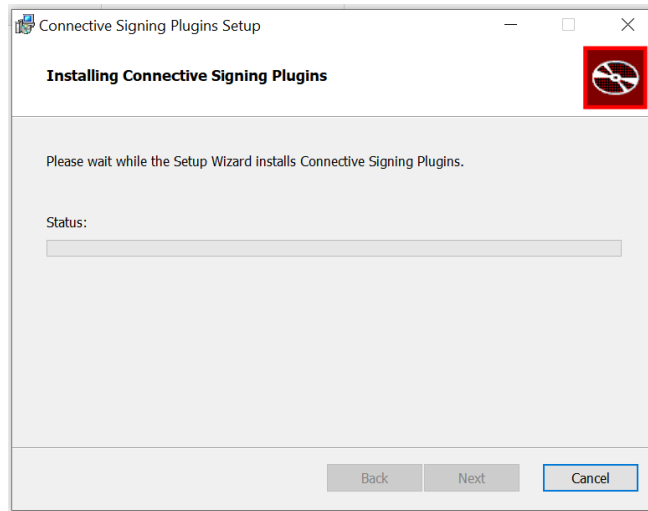 Connective Signing Plugins Setup
Installing Connective Signing Plugins
Please wait while the Setup Wizard installs Connective Signing Plugins.
Status:
Back
Next
Cancel